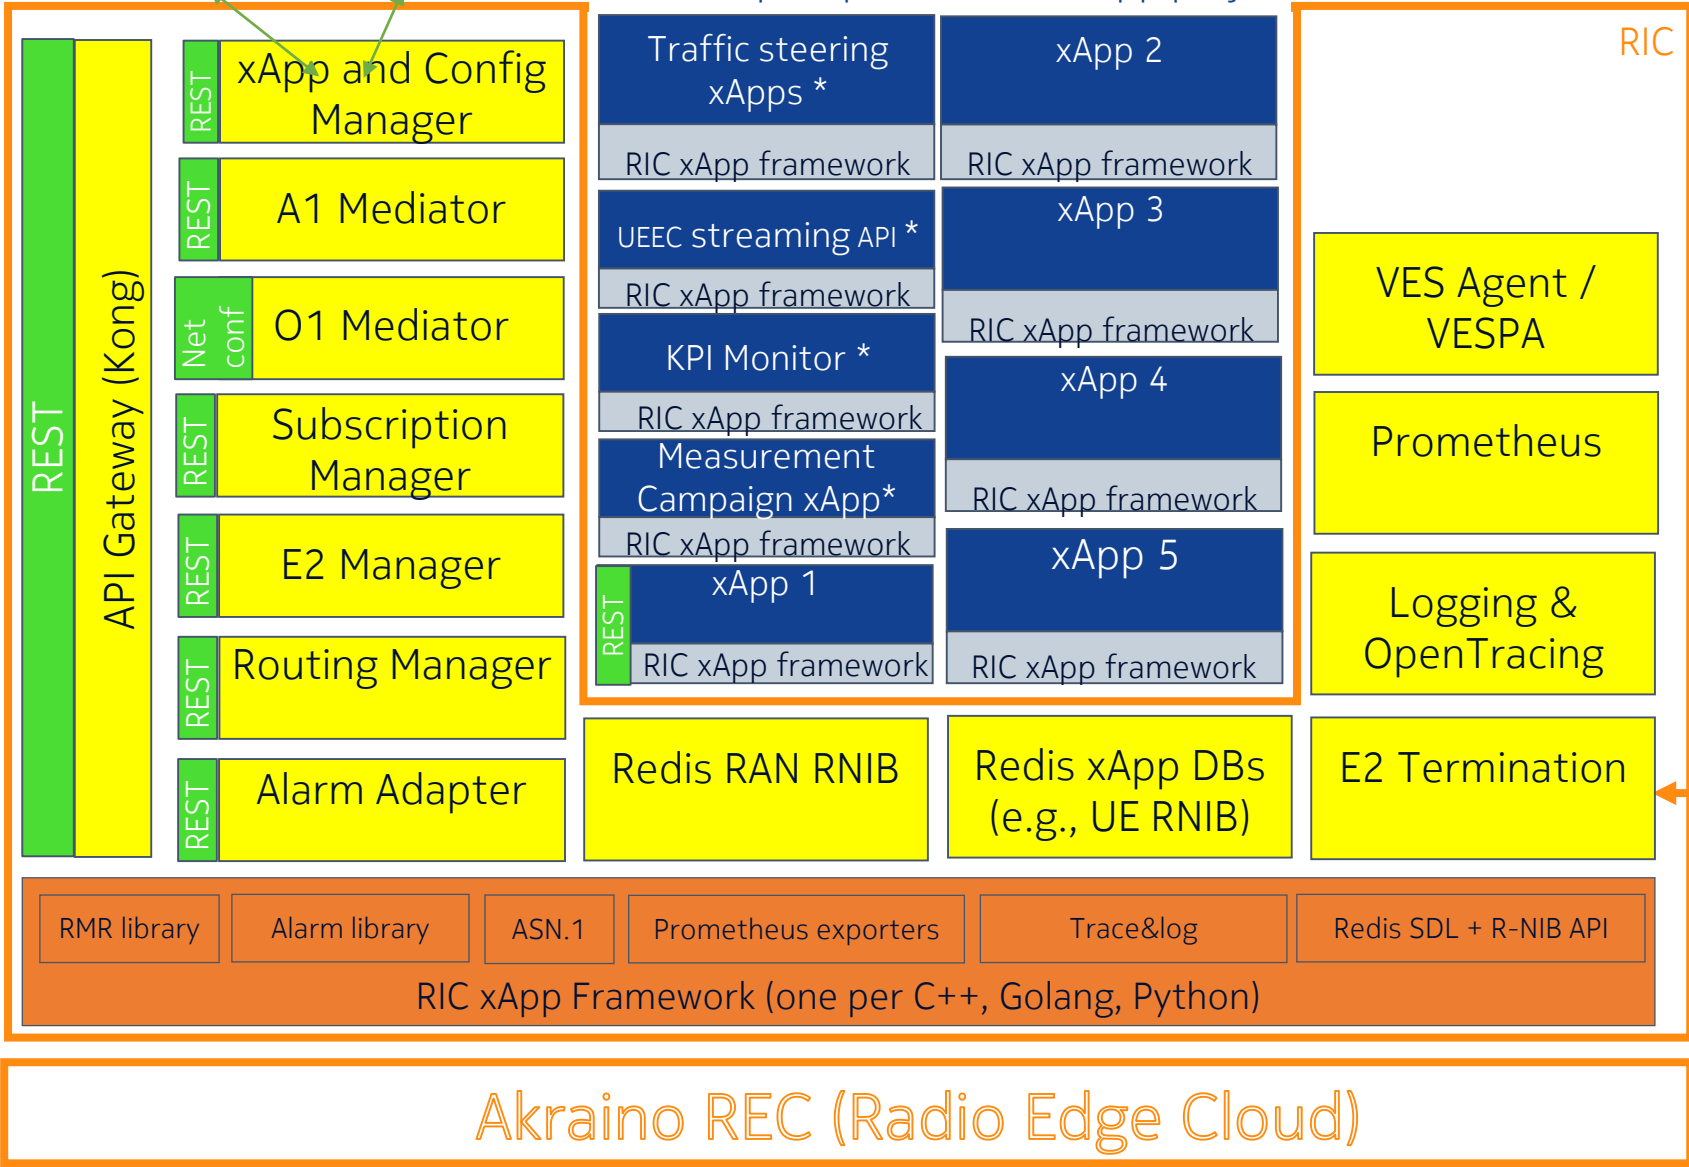 RIC
REST
API Gateway (Kong)
REST
xApp and Config
Manager
REST
A1 Mediator
Net
conf
O1 Mediator
REST
Subscription
Manager
REST
E2 Manager
REST
Routing Manager
REST
Alarm Adapter
Traffic steering
xApps *
RIC xApp framework
UEEC streaming API *
RIC xApp framework
KPI Monitor *
RIC xApp framework
Measurement
Campaign xApp*
RIC xApp framework
REST
xApp 1
RIC xApp framework
xApp 2
RIC xApp framework
xApp 3
RIC xApp framework
xApp 4
RIC xApp framework
xApp 5
RIC xApp framework
VES Agent /
VESPA
Prometheus
Logging &
OpenTracing
Redis RAN RNIB
Redis xApp DBs
(e.g., UE RNIB)
E2 Termination
RMR library
Alarm library
ASN.1
Prometheus exporters
Trace&log
Redis SDL + R-NIB API
RIC xApp Framework (one per C++, Golang, Python)
Akraino REC (Radio Edge Cloud)